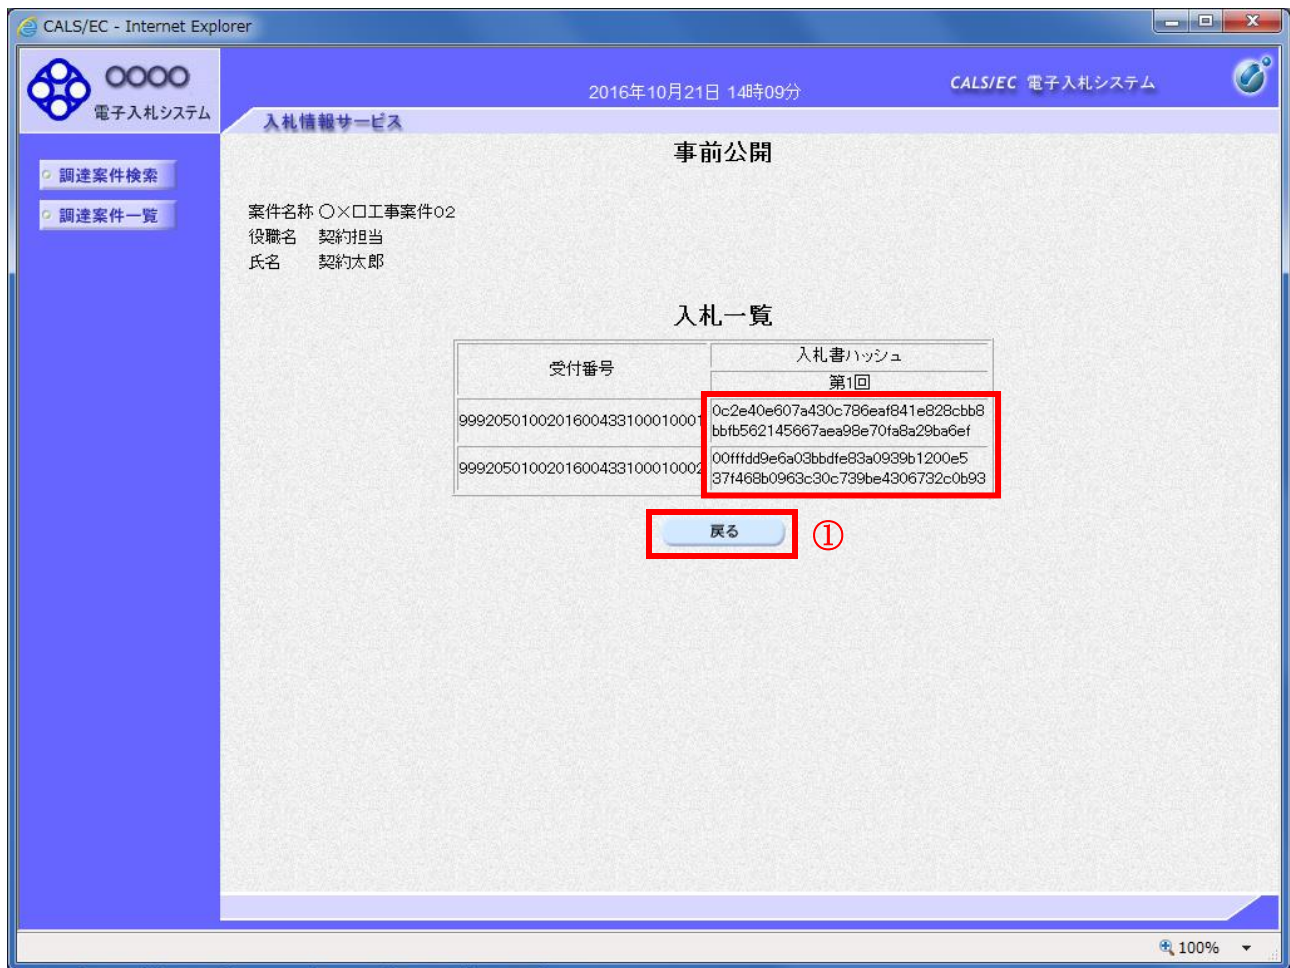 CALS/EC - Internet Explorer
〇〇〇〇
電子入札システム
2016年10月21日 14時09分
CALS/EC 電子入札システム
入札情報サービス
調達案件検索
調達案件一覧
事前公開
案件名称 〇×口工事案件02
役職名 契約担当
氏名 契約太郎
入札一覧
受付番号
入札書ハッシュ
第1回
99920501002016004331000 10001
0c2e40e607a430c786eaf841e828cbb8
bbfb562145667aea98e70fa8a29ba6ef
9992050100201600433100010002
00fffdd9e6a03bbdfe83a0939b1200e5
37f468b0963c30c739be4306732c0b93
戻る
①
100%